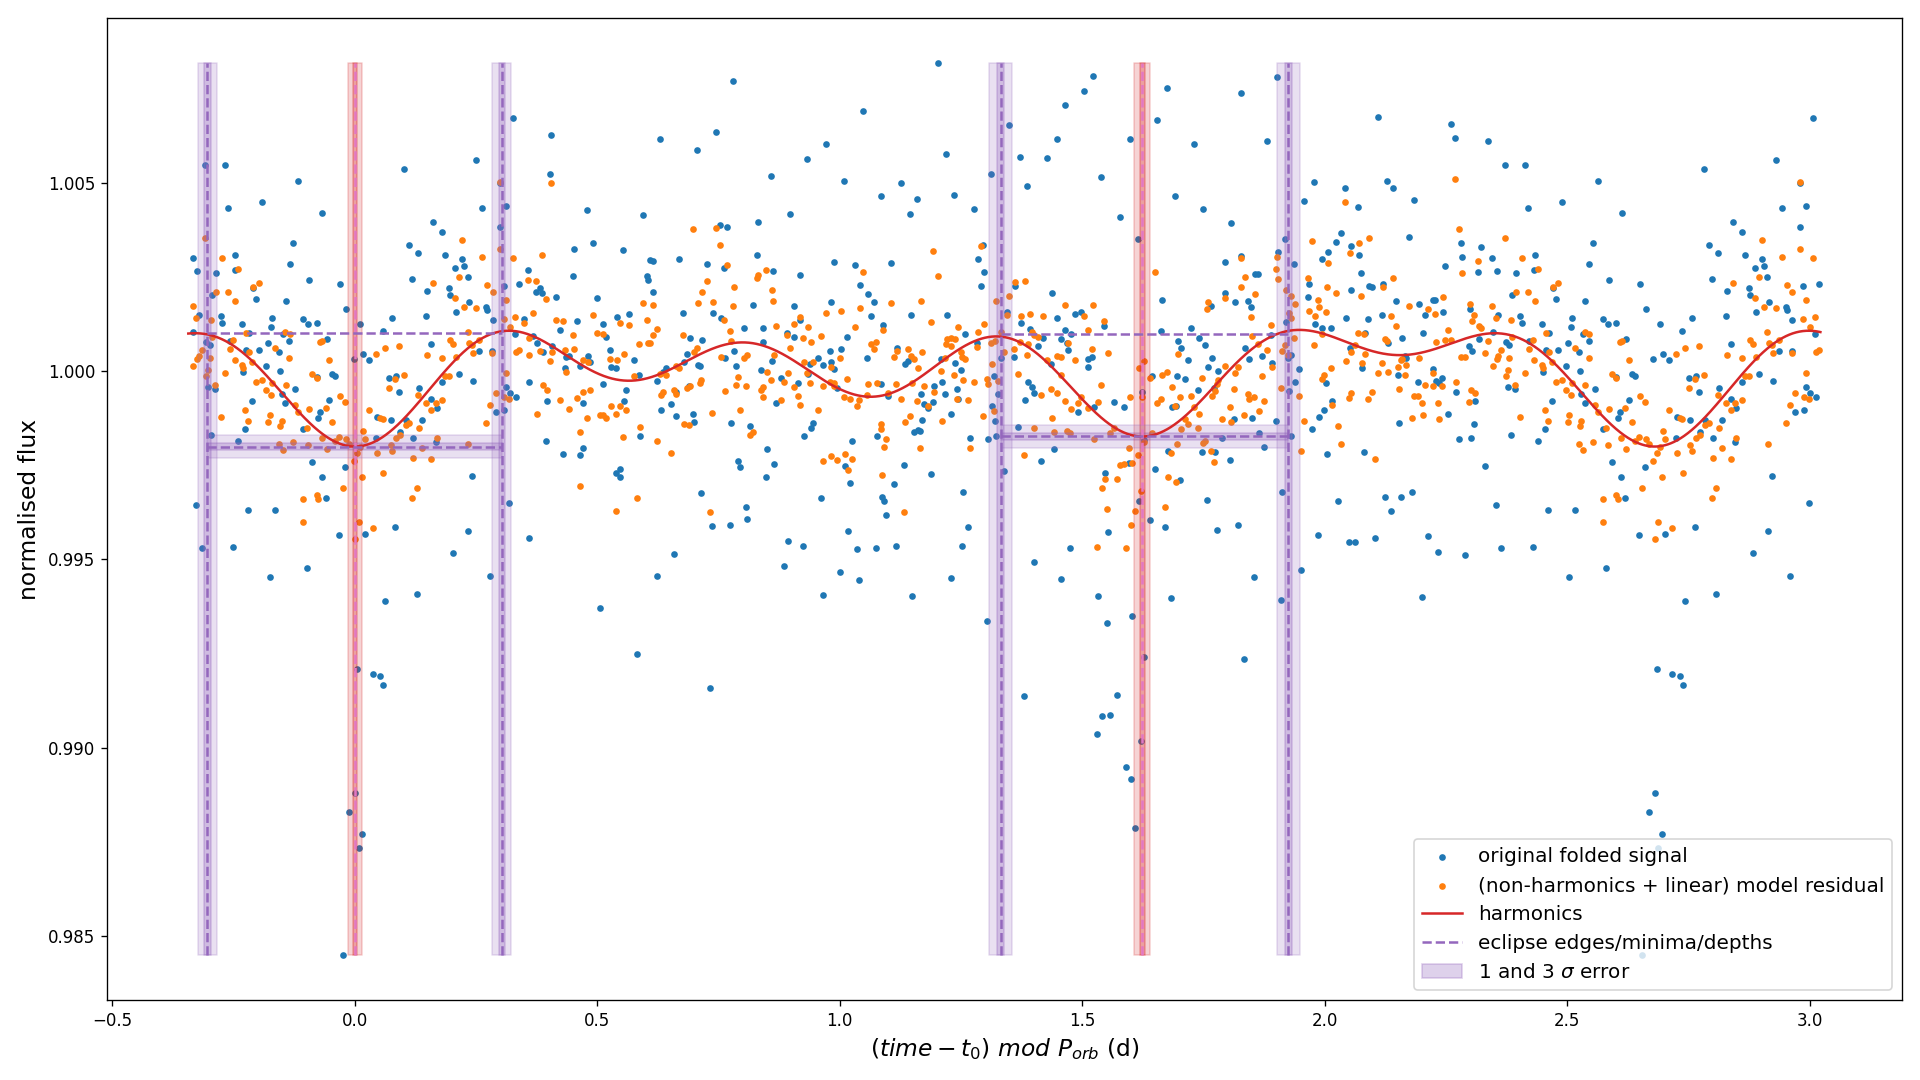 normalised flux
1.005
1.000
0.995
0.990
0.985
−0.5
0.0
0.5
1.0
1.5
2.0
2.5
3.0
(time − t₀) mod P_orb (d)
original folded signal
(non-harmonics + linear) model residual
harmonics
eclipse edges/minima/depths
1 and 3 σ error